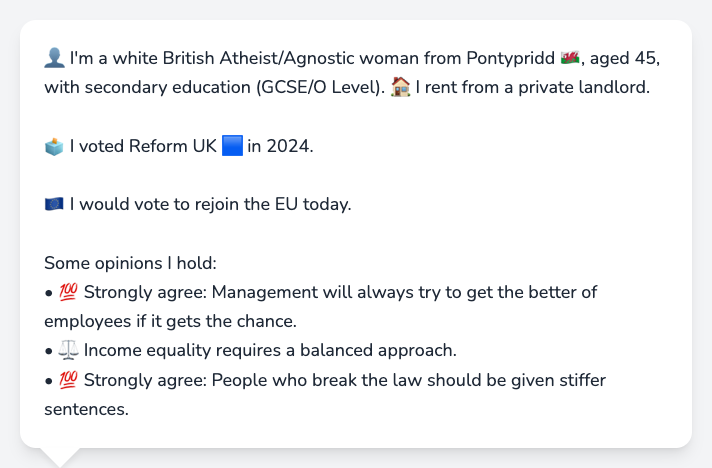 👤 I'm a white British Atheist/Agnostic woman from Pontypridd 🏴󠁧󠁢󠁷󠁬󠁳󠁿, aged 45,
with secondary education (GCSE/O Level). 🏠 I rent from a private landlord.
🗳️ I voted Reform UK 🟦 in 2024.
🇪🇺 I would vote to rejoin the EU today.
Some opinions I hold:
• 💯 Strongly agree: Management will always try to get the better of
employees if it gets the chance.
• ⚖️ Income equality requires a balanced approach.
• 💯 Strongly agree: People who break the law should be given stiffer
sentences.